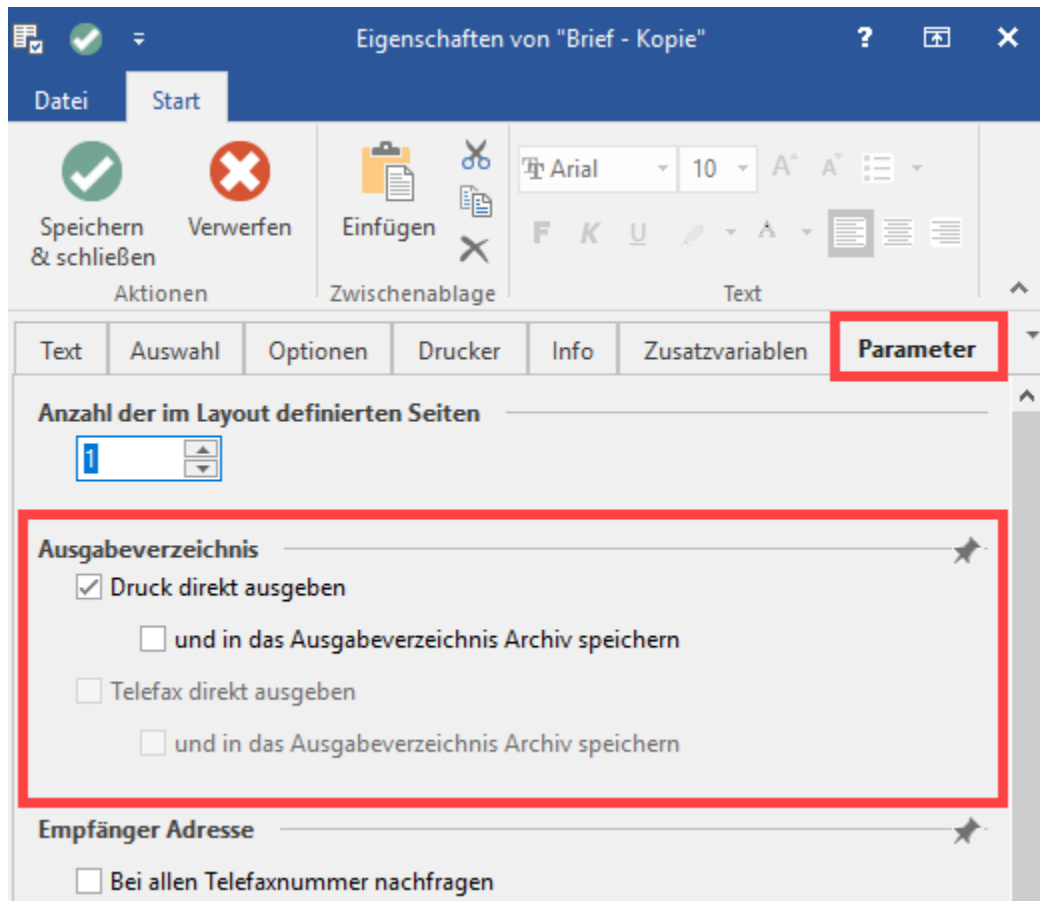 Eigenschaften von "Brief - Kopie"
?
Datei Start
Speichern & schließen
Verwerfen
Einfügen
Arial 10 A A
F K U A
Aktionen Zwischenablage Text
Text Auswahl Optionen Drucker Info Zusatzvariablen Parameter
Anzahl der im Layout definierten Seiten
1
Ausgabeverzeichnis
Druck direkt ausgeben
und in das Ausgabeverzeichnis Archiv speichern
Telefax direkt ausgeben
und in das Ausgabeverzeichnis Archiv speichern
Empfänger Adresse
Bei allen Telefaxnummer nachfragen